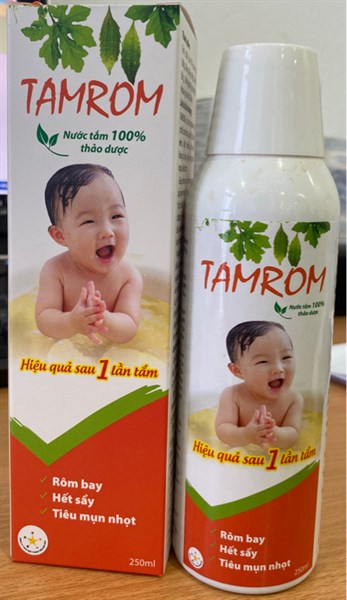 TAMROM
Nước tắm 100%
thảo dược
Hiệu quả sau 1 lần tắm
Rôm bay
Hết sẩy
Tiêu mụn nhọt
250ml
TAMROM
Nước tắm 100%
thảo dược
Hiệu quả sau 1 lần tắm
Rôm bay
Hết sẩy
Tiêu mụn nhọt
250ml